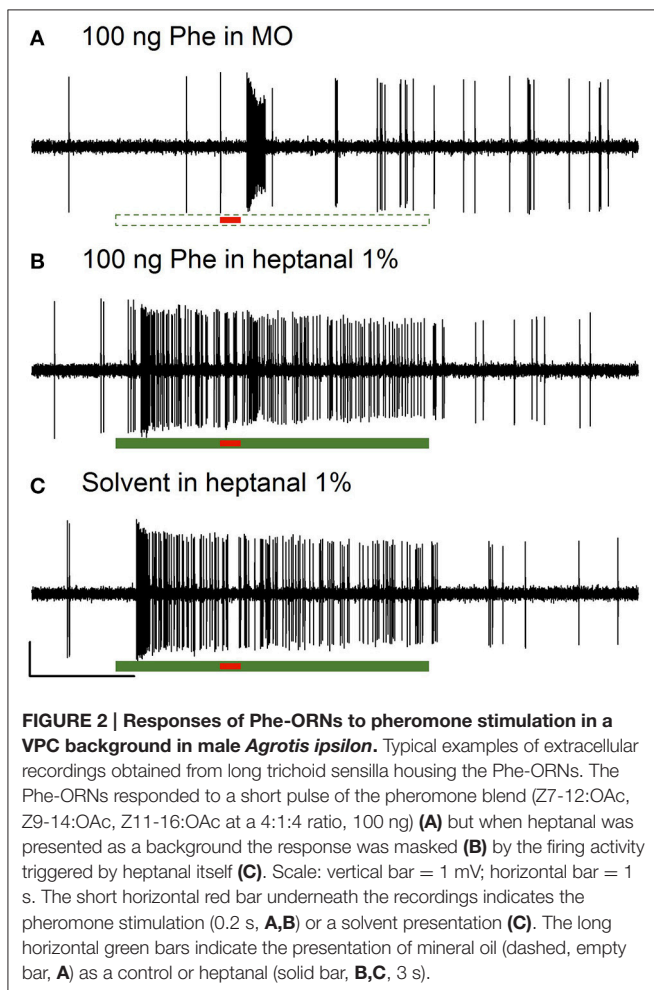 A 100 ng Phe in MO
B 100 ng Phe in heptanal 1%
C Solvent in heptanal 1%
FIGURE 2 | Responses of Phe-ORNs to pheromone stimulation in a
VPC background in male Agrotis ipsilon. Typical examples of extracellular
recordings obtained from long trichoid sensilla housing the Phe-ORNs. The
Phe-ORNs responded to a short pulse of the pheromone blend (Z7-12:OAc,
Z9-14:OAc, Z11-16:OAc at a 4:1:4 ratio, 100 ng) (A) but when heptanal was
presented as a background the response was masked (B) by the firing activity
triggered by heptanal itself (C). Scale: vertical bar = 1 mV; horizontal bar = 1
s. The short horizontal red bar underneath the recordings indicates the
pheromone stimulation (0.2 s, A,B) or a solvent presentation (C). The long
horizontal green bars indicate the presentation of mineral oil (dashed, empty
bar, A) as a control or heptanal (solid bar, B,C, 3 s).